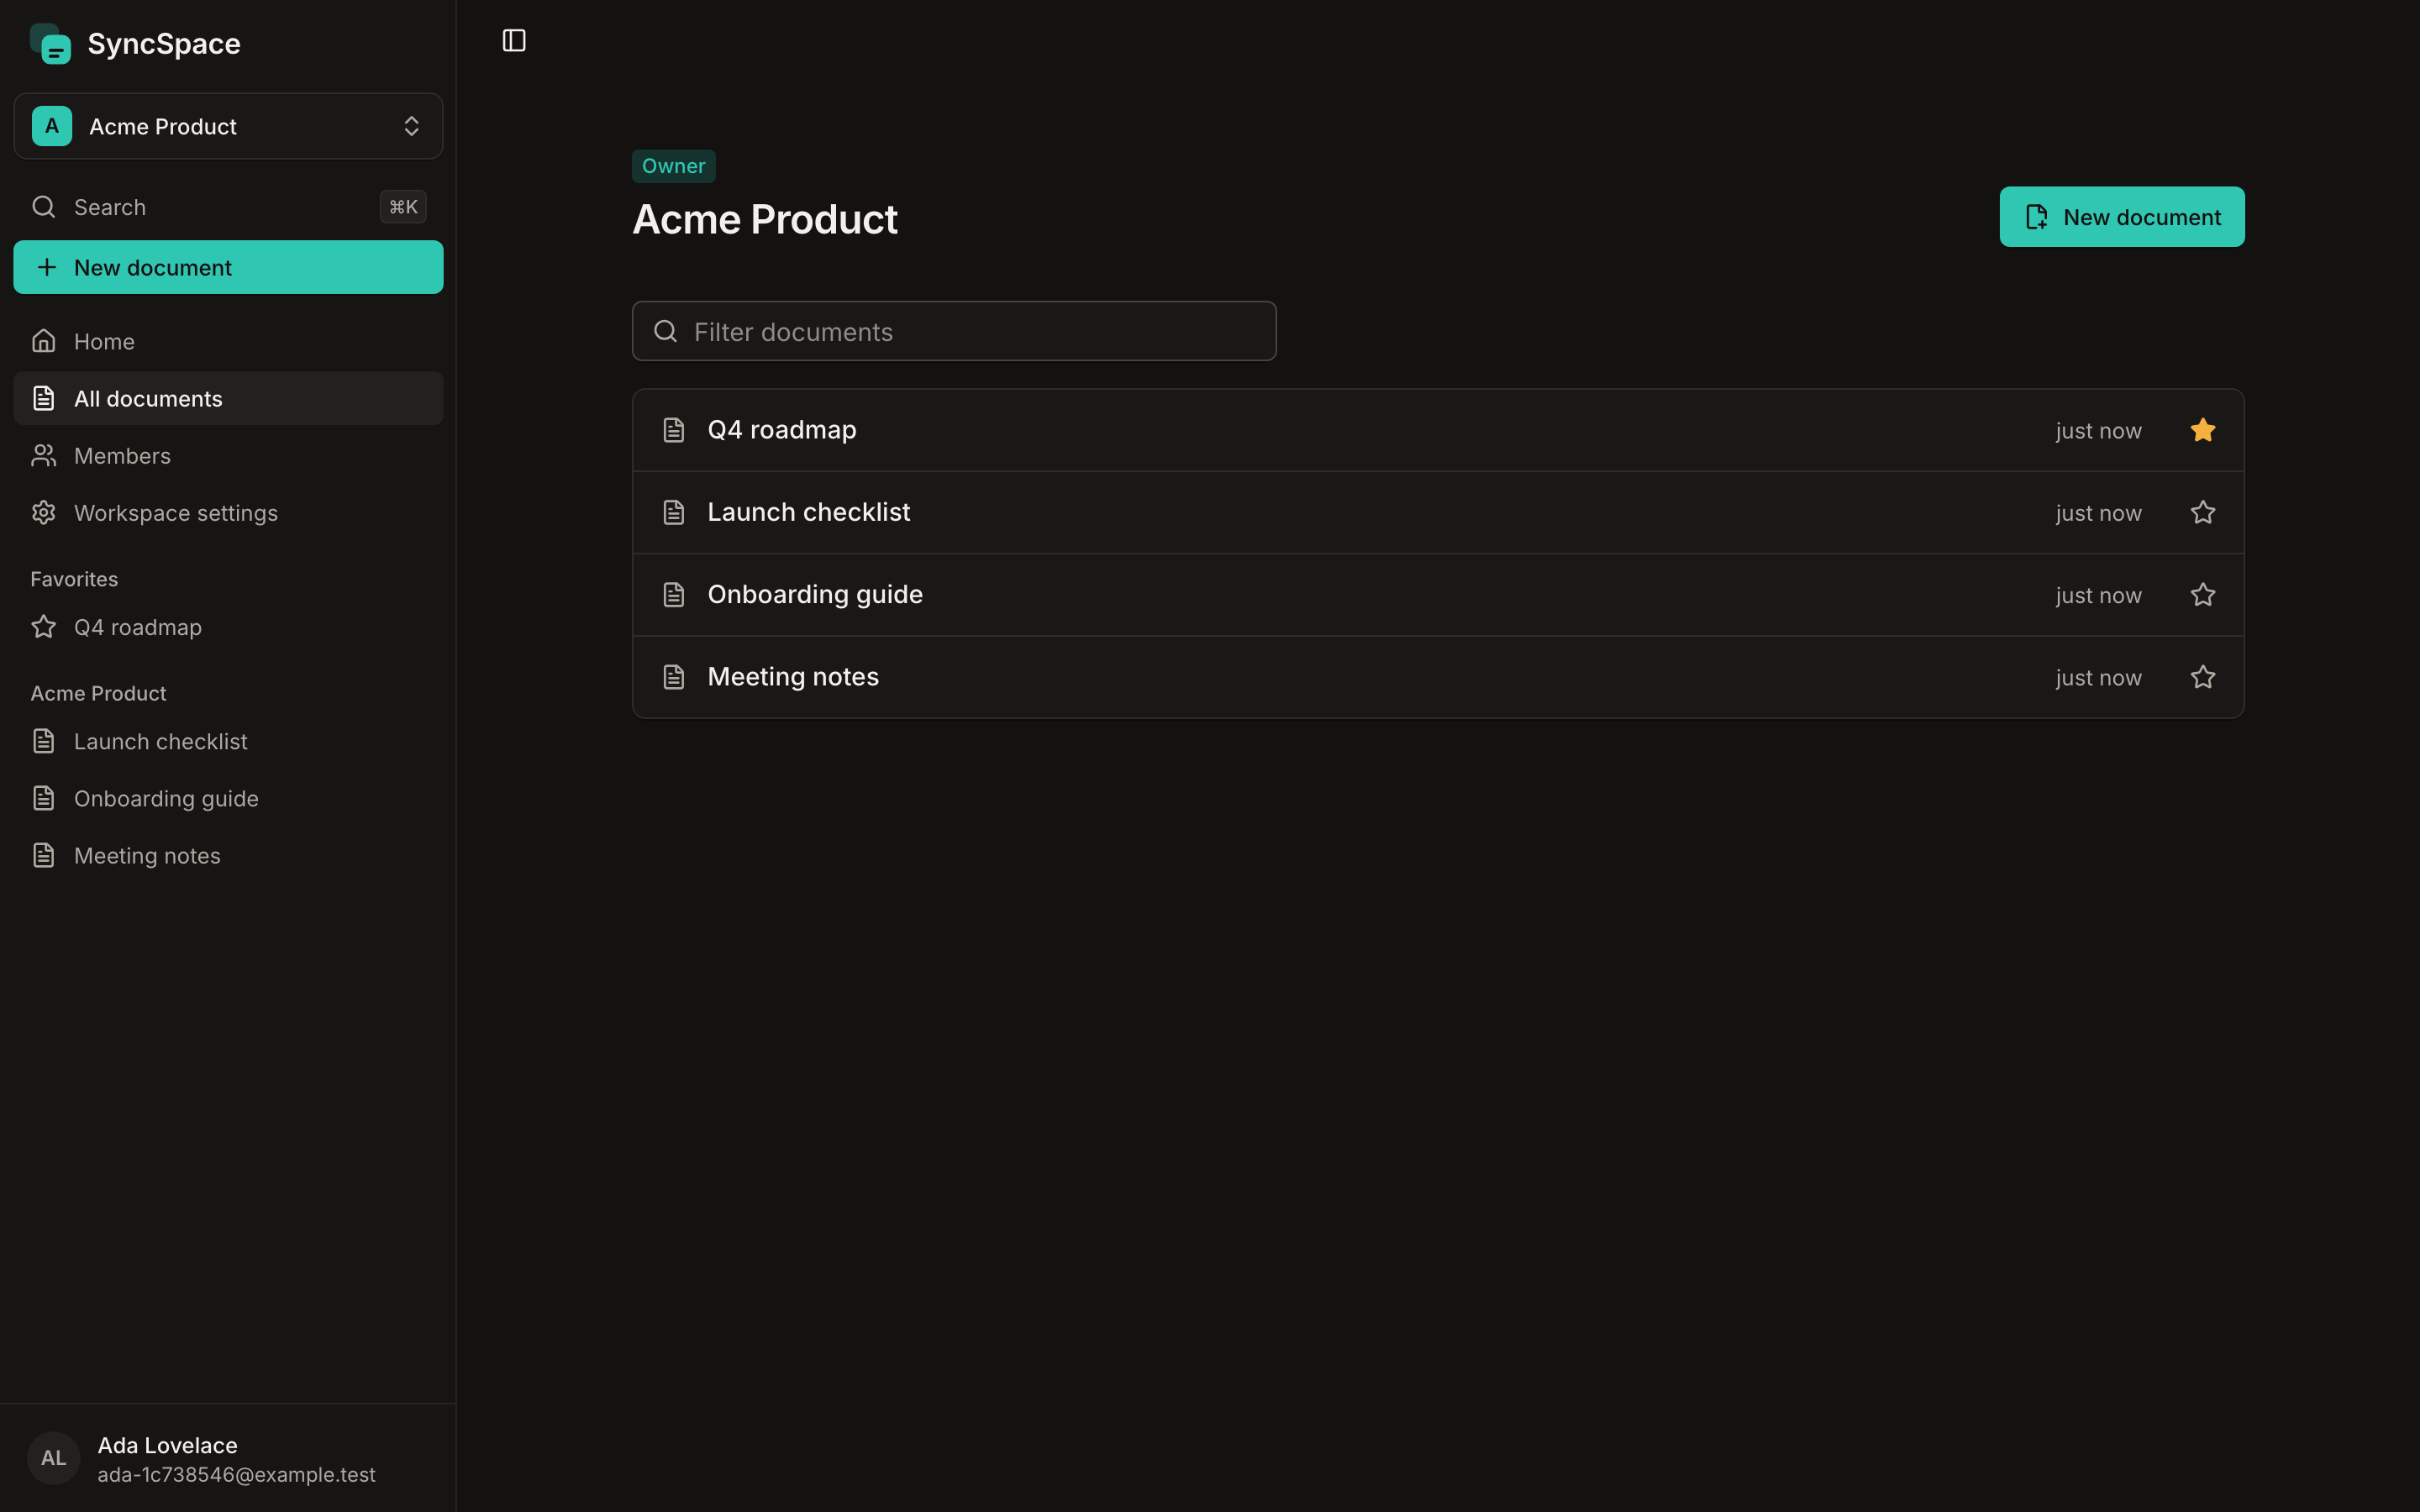 SyncSpace
A
Acme Product
Search
⌘K
New document
Home
All documents
Members
Workspace settings
Favorites
Q4 roadmap
Acme Product
Launch checklist
Onboarding guide
Meeting notes
AL
Ada Lovelace
ada-1c738546@example.test
Owner
Acme Product
New document
Filter documents
Q4 roadmap
just now
Launch checklist
just now
Onboarding guide
just now
Meeting notes
just now